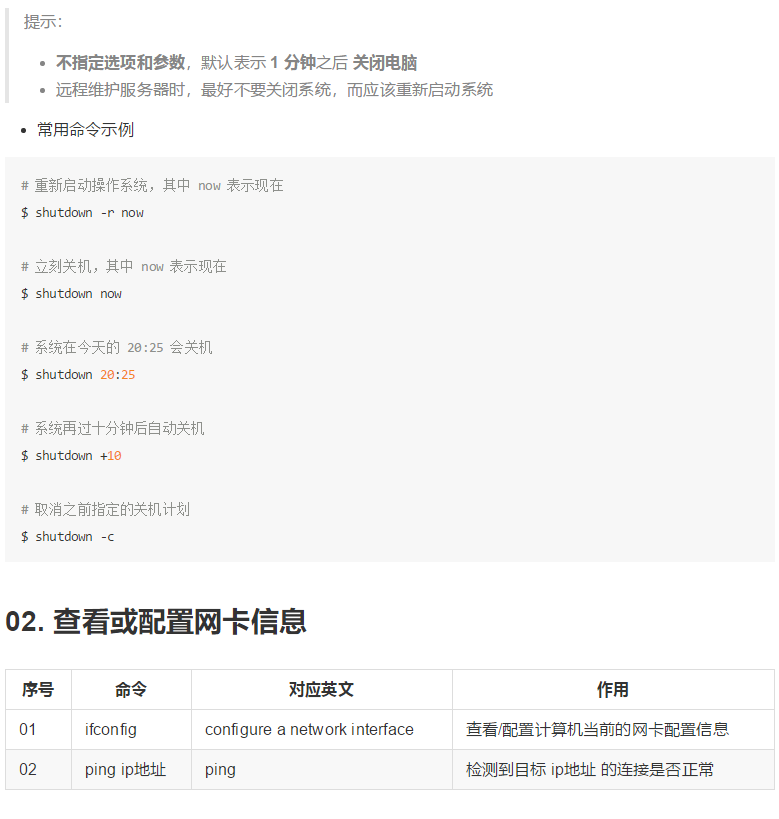 提示：
不指定选项和参数，默认表示 1 分钟之后 关闭电脑
远程维护服务器时，最好不要关闭系统，而应该重新启动系统
常用命令示例
# 重新启动操作系统，其中 now 表示现在
$ shutdown -r now
# 立刻关机，其中 now 表示现在
$ shutdown now
# 系统在今天的 20:25 会关机
$ shutdown 20:25
# 系统再过十分钟后自动关机
$ shutdown +10
# 取消之前指定的关机计划
$ shutdown -c
02. 查看或配置网卡信息
序号 命令 对应英文 作用
01 ifconfig configure a network interface 查看/配置计算机当前的网卡配置信息
02 ping ip地址 ping 检测到目标 ip地址 的连接是否正常